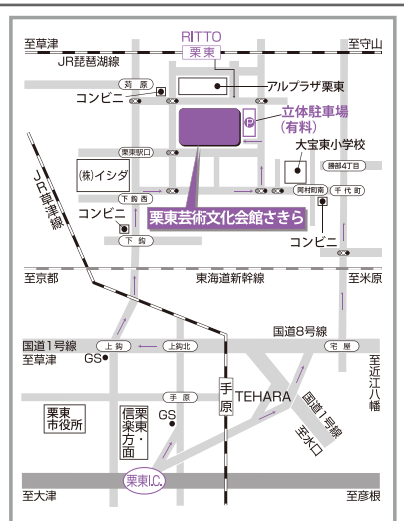 RITTO
至草津
栗東
至守山
JR琵琶湖線
苅原
アルプラザ栗東
コンビニ
立体駐車場
(有料)
P
大宝東小学校
栗東駅口
勝部4丁目
(株)イシダ
下鈎西
岡村町南
千代町
JR草津線
コンビニ
栗東芸術文化会館さきら
下鈎
コンビニ
至京都
東海道新幹線
至米原
国道8号線
国道1号線
上鈎
上鈎北
宅屋
至草津
GS
至近江八幡
手原
手原
TEHARA
栗東
市役所
栗東・
信楽方面
GS
国道1号線
至水口
栗東I.C.
至大津
至彦根